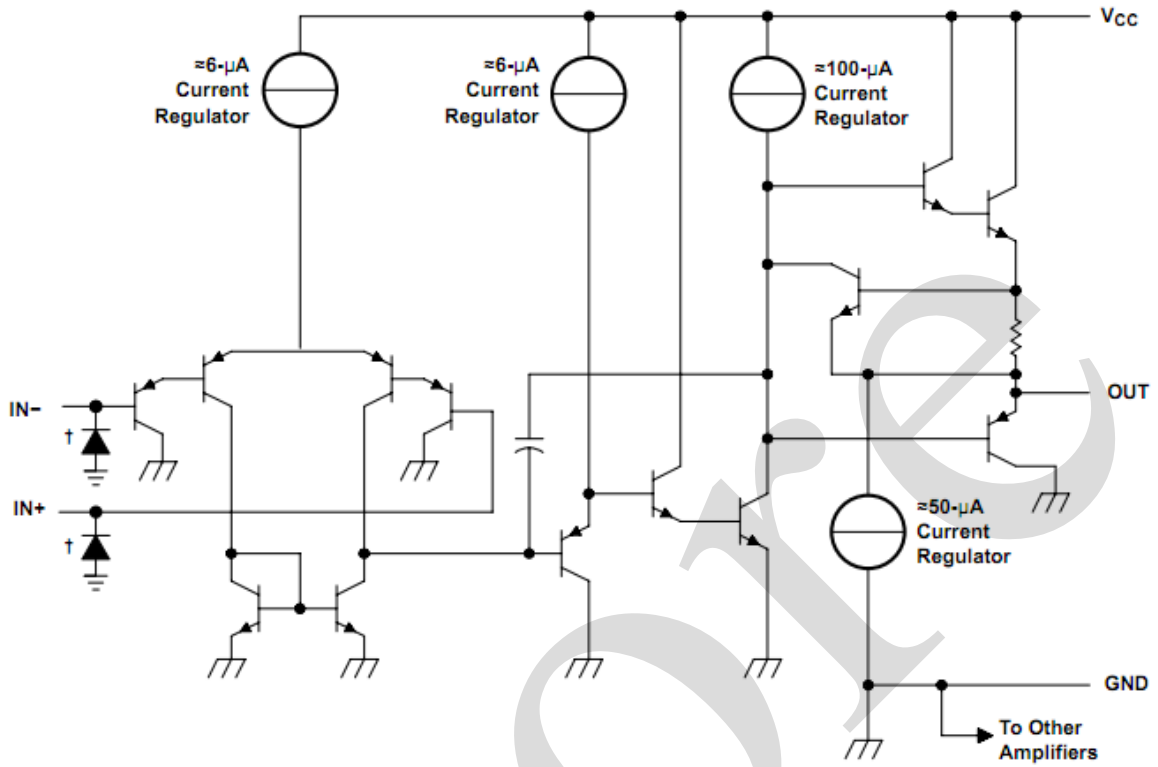 VCC
≈6-µA
Current
Regulator
≈6-µA
Current
Regulator
≈100-µA
Current
Regulator
IN−
†
OUT
IN+
†
≈50-µA
Current
Regulator
GND
To Other
Amplifiers
ore